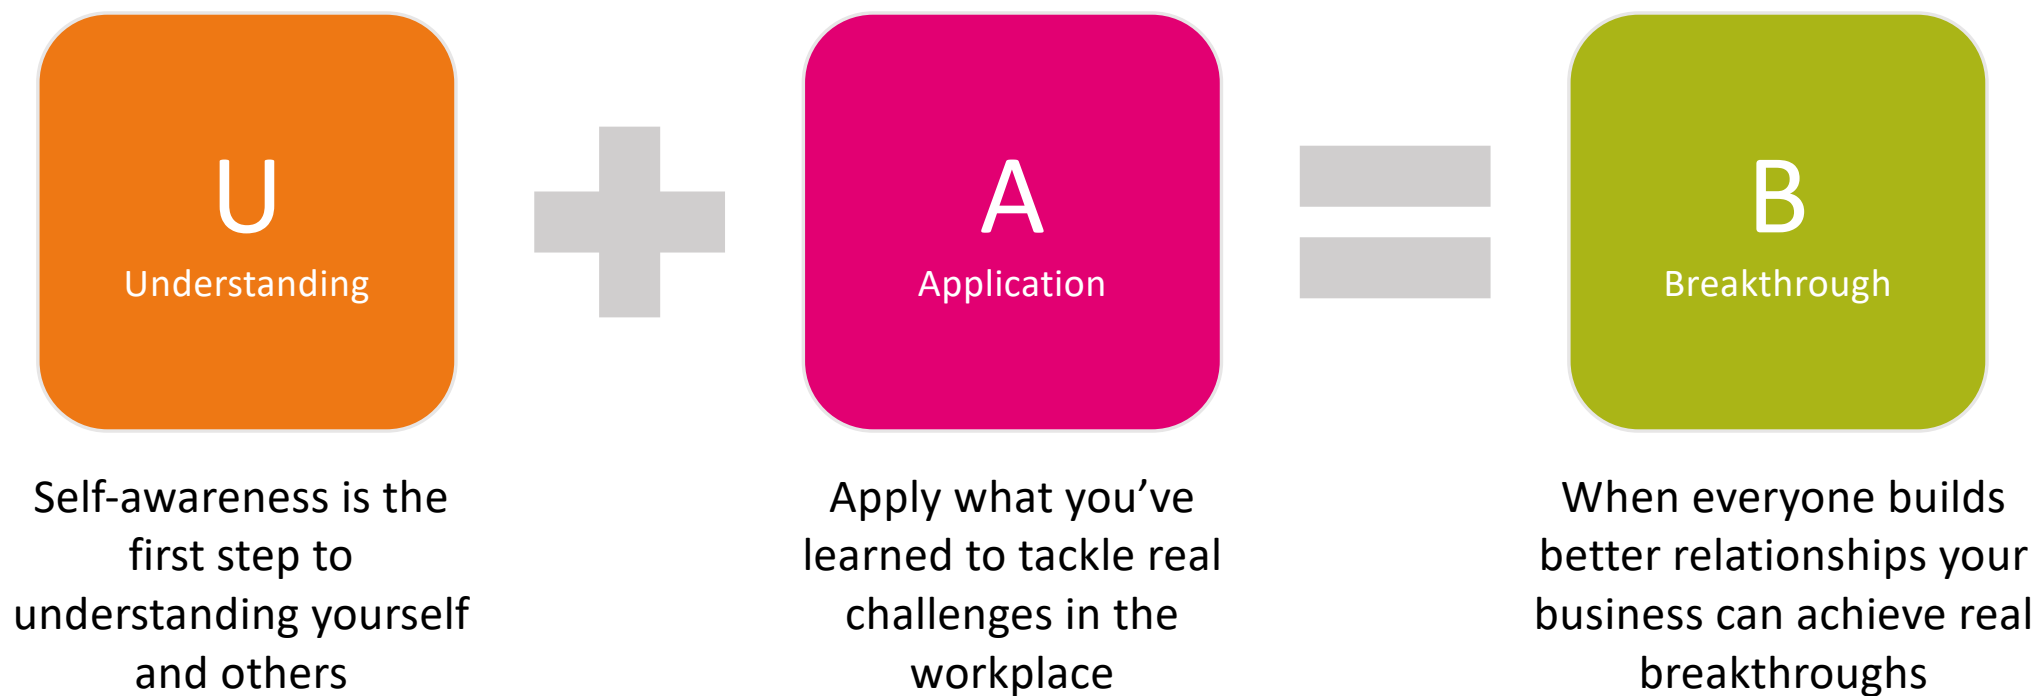 U
Understanding
Self-awareness is the
first step to
understanding yourself
and others
A
Application
Apply what you’ve
learned to tackle real
challenges in the
workplace
B
Breakthrough
When everyone builds
better relationships your
business can achieve real
breakthroughs